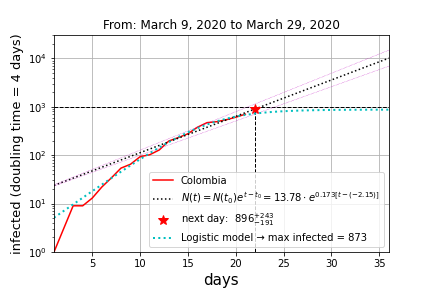 From: March 9, 2020 to March 29, 2020
infected (doubling time = 4 days)
10⁴
10³
10²
10¹
10⁰
Colombia
N(t) = N(t₀)e^{t−t₀} = 13.78 · e^{0.173[t−(−2.15)]}
next day: 896^{+243}_{−191}
Logistic model → max infected = 873
5 10 15 20 25 30 35
days